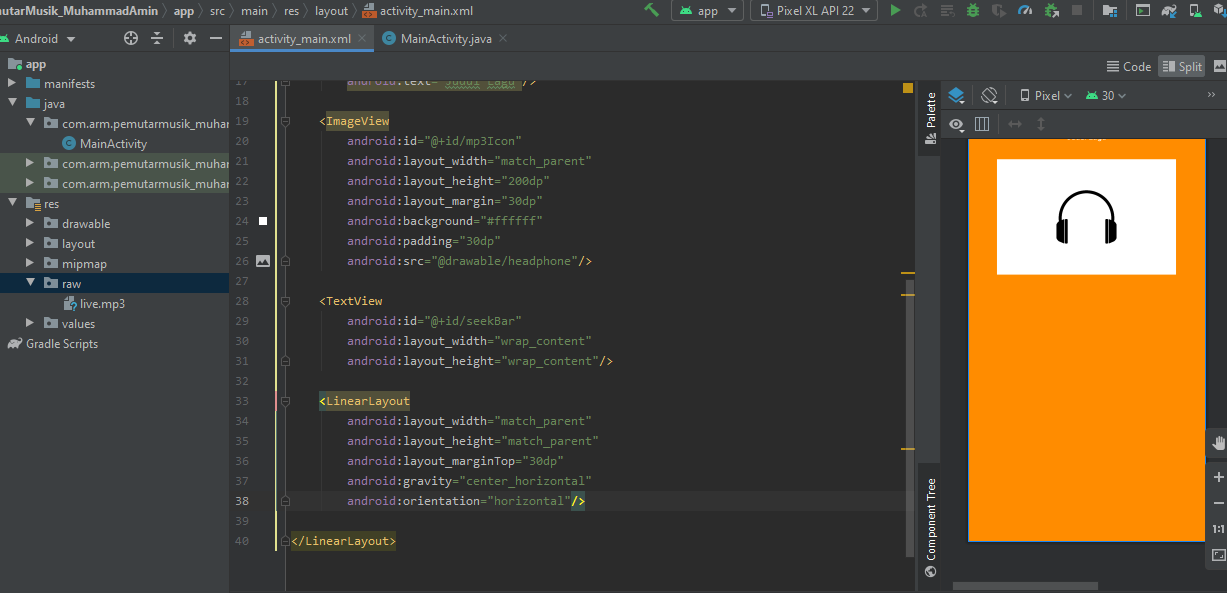 nutarMusik_MuhammadAmin app src main res layout activity_main.xml app Pixel XL API 22
Android activity_main.xml MainActivity.java
app
manifests
java
com.arm.pemutarmusik_muhar
MainActivity
com.arm.pemutarmusik_muhar
com.arm.pemutarmusik_muhar
res
drawable
layout
mipmap
raw
live.mp3
values
Gradle Scripts
Code Split
17 android:text="Judul Lagu"/>
18
19 <ImageView
20 android:id="@+id/mp3Icon"
21 android:layout_width="match_parent"
22 android:layout_height="200dp"
23 android:layout_margin="30dp"
24 android:background="#ffffff"
25 android:padding="30dp"
26 android:src="@drawable/headphone"/>
27
28 <TextView
29 android:id="@+id/seekBar"
30 android:layout_width="wrap_content"
31 android:layout_height="wrap_content"/>
32
33 <LinearLayout
34 android:layout_width="match_parent"
35 android:layout_height="match_parent"
36 android:layout_marginTop="30dp"
37 android:gravity="center_horizontal"
38 android:orientation="horizontal"/>
39
40 </LinearLayout>
Palette
Component Tree
Pixel 30 »
1:1